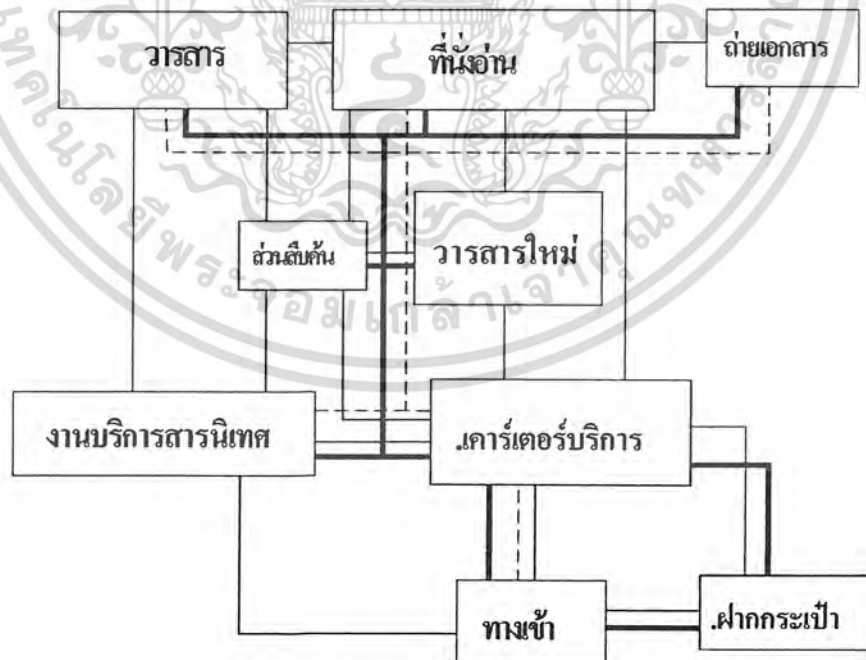 วารสาร
ที่นั่งอ่าน
ถ่ายเอกสาร
ส่วนสืบค้น
วารสารใหม่
งานบริการสารนิเทศ
.เคาร์เตอร์บริการ
ทางเข้า
.ฝากกระเป๋า